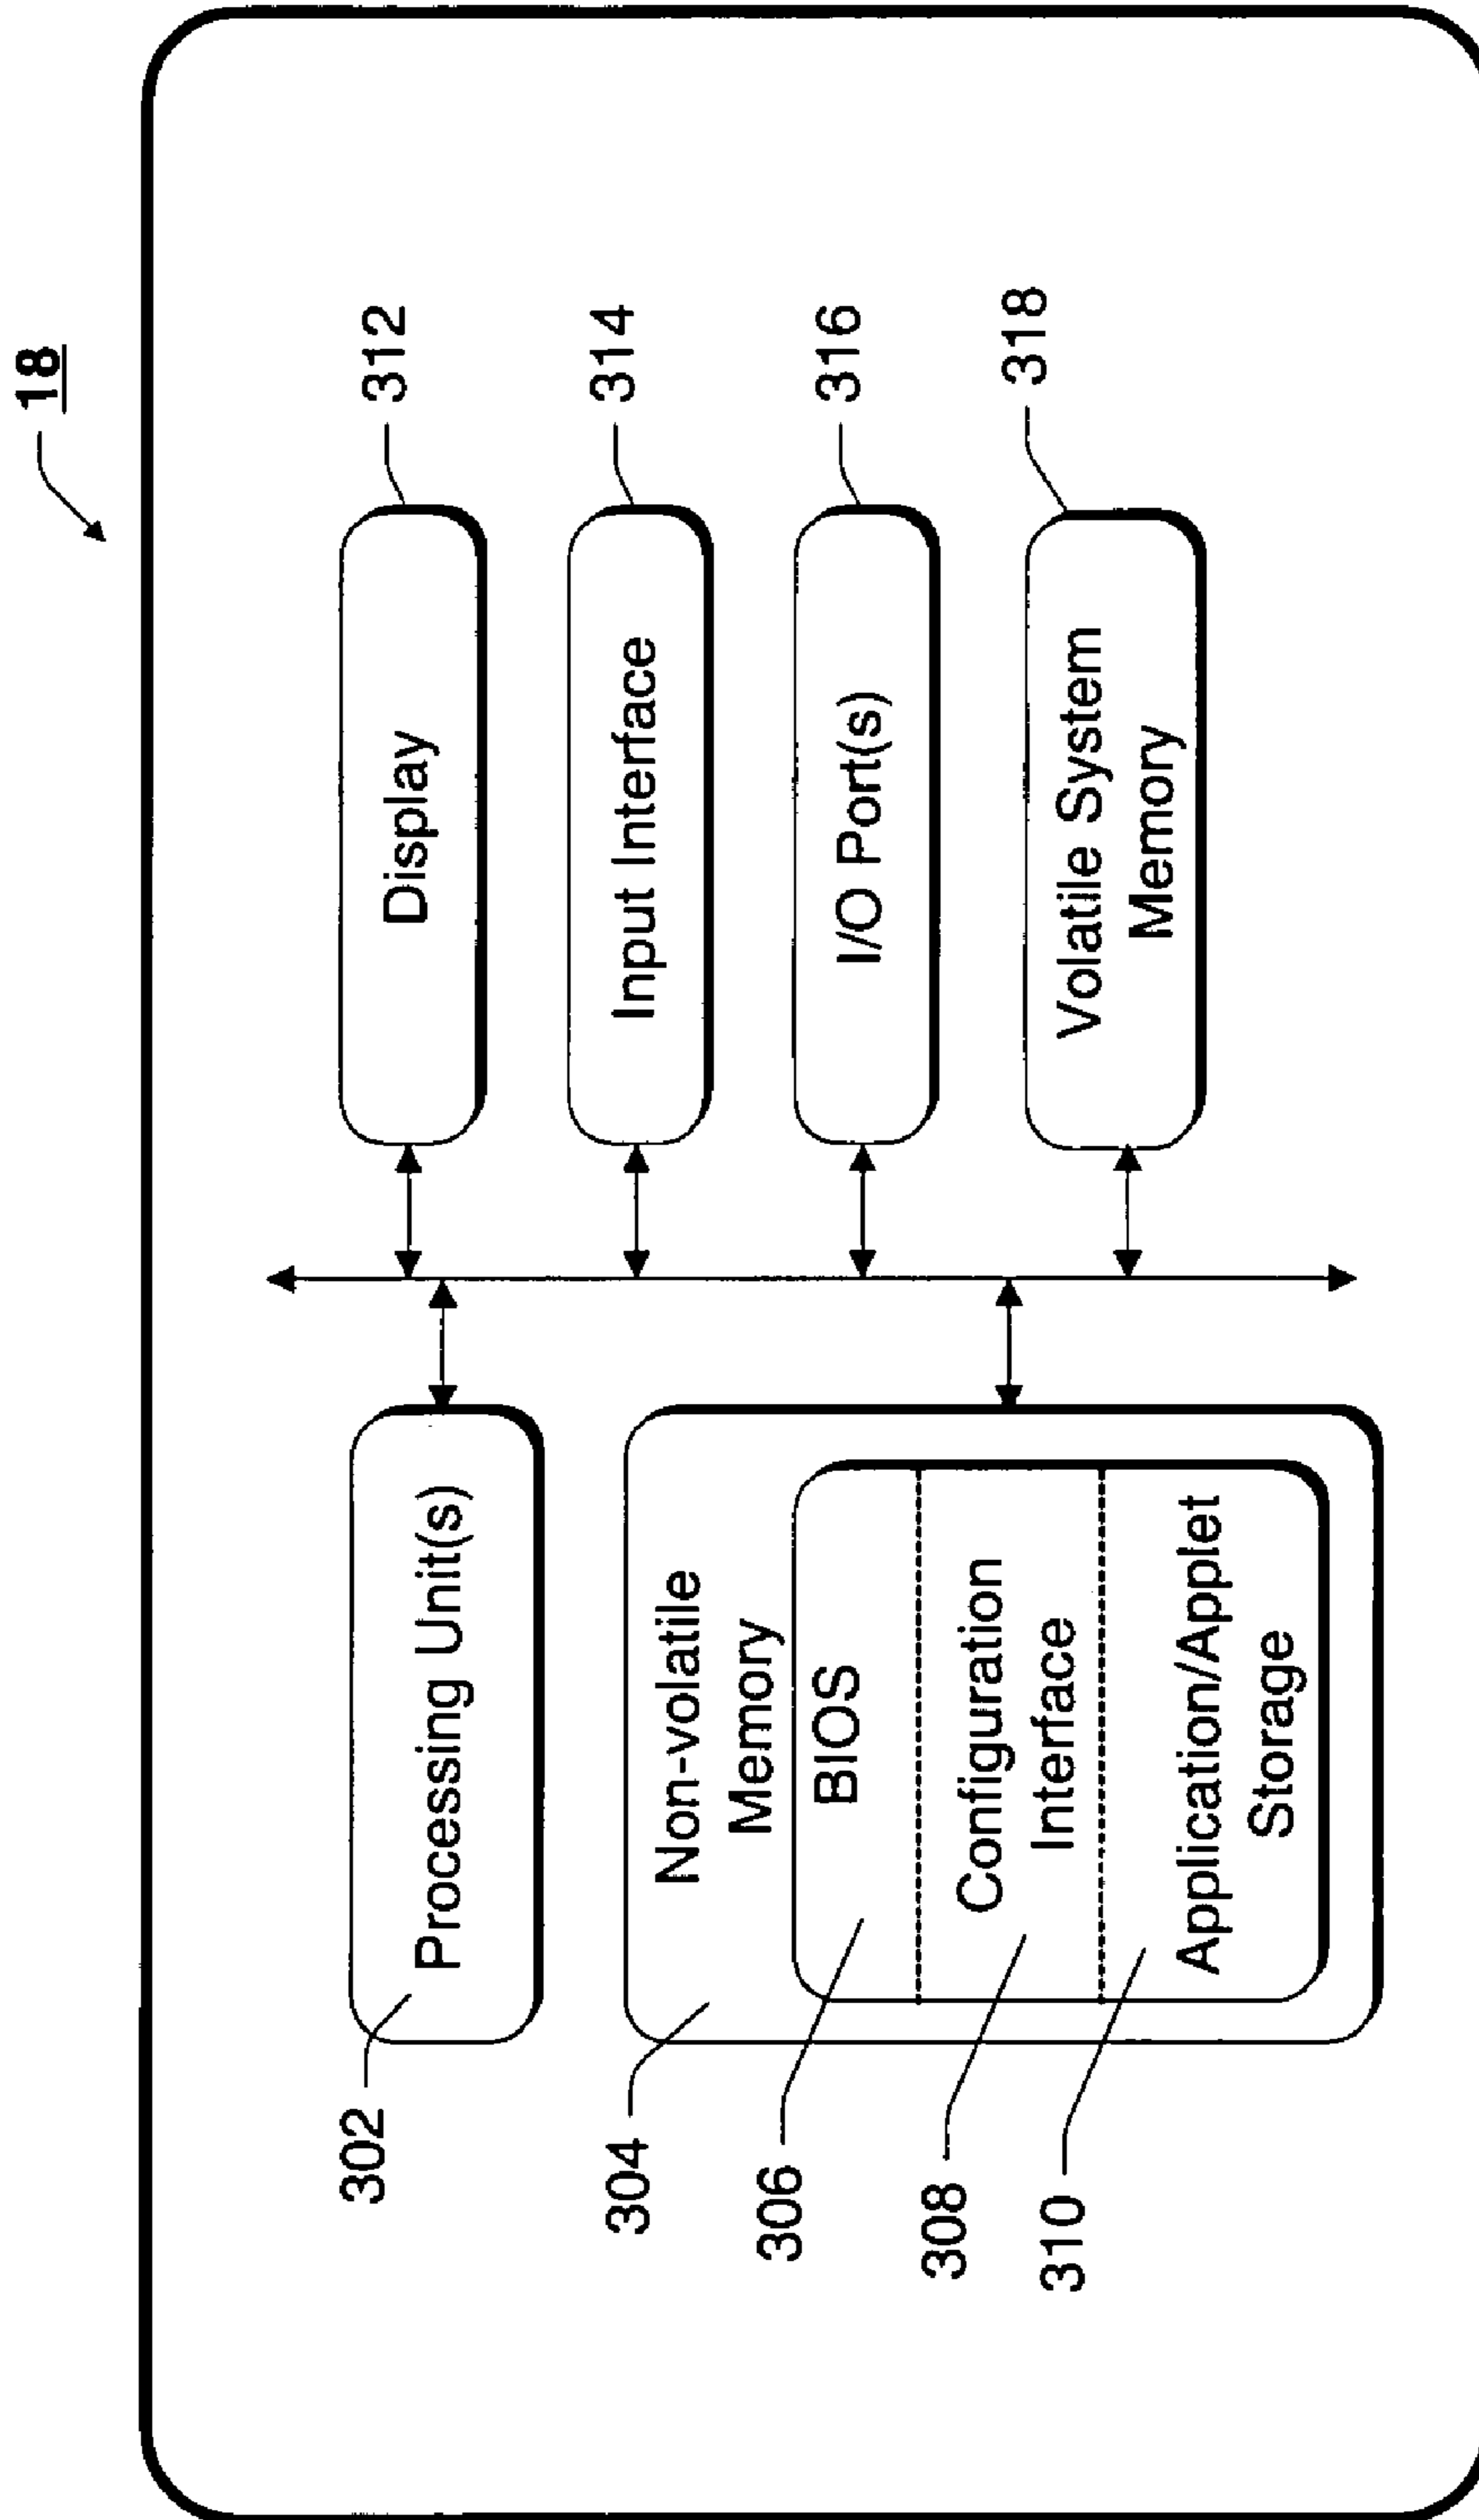 18
302
Processing Unit(s)
304
Non-volatile
Memory
306
BIOS
308
Configuration
Interface
310
Application/Applet
Storage
Display
312
Input Interface
314
I/O Port(s)
316
Volatile System
Memory
318